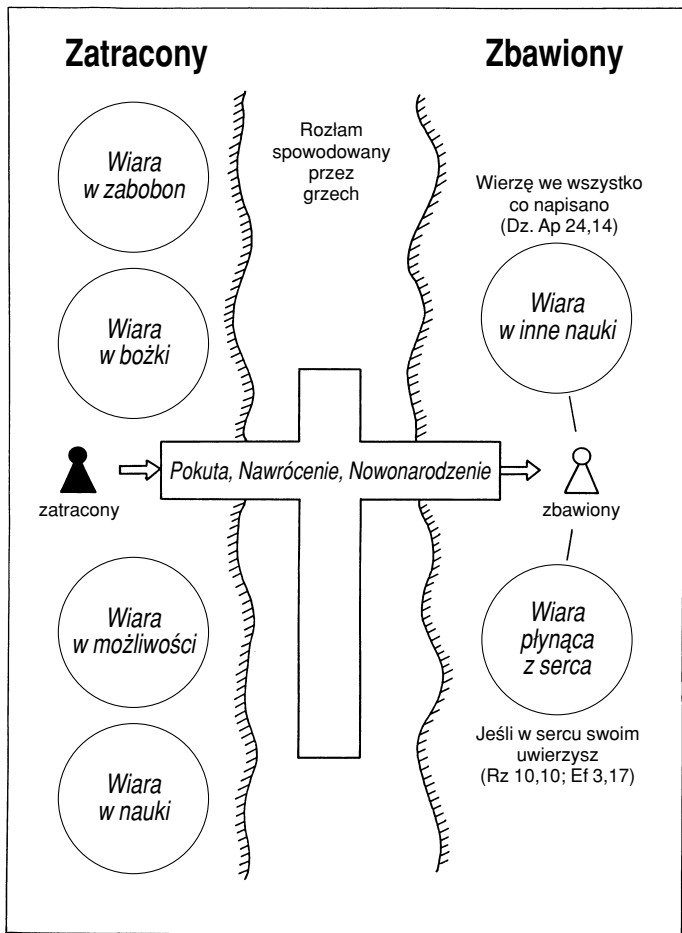 Zatracony
Zbawiony
Wiara
w zabobon
Rozłam
spowodowany
przez
grzech
Wierzę we wszystko
co napisano
(Dz. Ap 24,14)
Wiara
w bożki
Wiara
w inne nauki
zatracony
Pokuta, Nawrócenie, Nowonarodzenie
zbawiony
Wiara
w możliwości
Wiara
płynąca
z serca
Wiara
w nauki
Jeśli w sercu swoim
uwierzysz
(Rz 10,10; Ef 3,17)